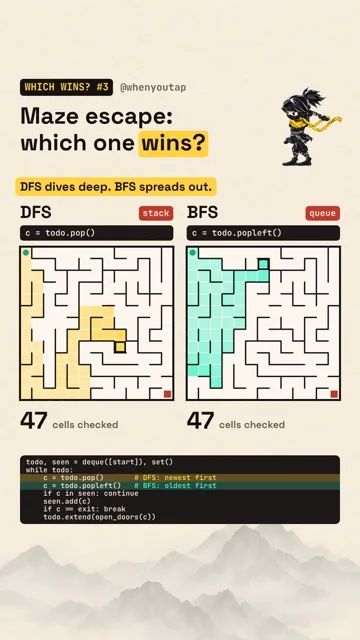 WHICH WINS? #3 @whenyoutap
Maze escape:
which one wins?
DFS dives deep. BFS spreads out.
DFS stack
c = todo.pop()
BFS queue
c = todo.popleft()
47 cells checked
47 cells checked
todo, seen = deque([start]), set()
while todo:
c = todo.pop() # DFS: newest first
c = todo.popleft() # BFS: oldest first
if c in seen: continue
seen.add(c)
if c == exit: break
todo.extend(open_doors(c))